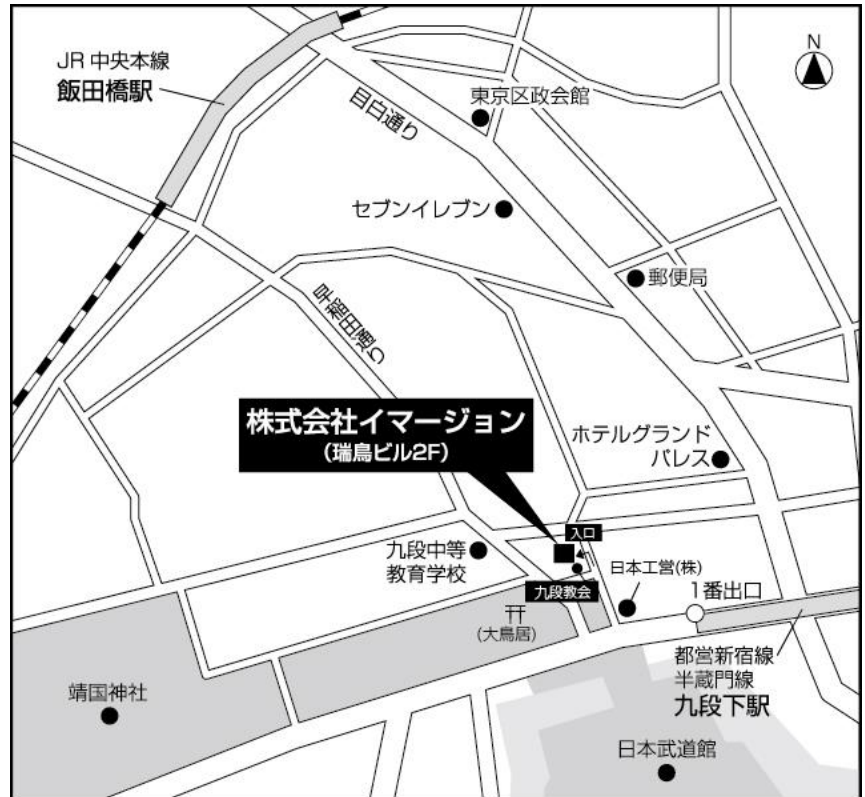 JR 中央本線
飯田橋駅
N
目白通り
東京区政会館
セブンイレブン
郵便局
早稲田通り
株式会社イマージョン
（瑞鳥ビル2F）
ホテルグランド
パレス
入口
九段中等
教育学校
日本工営(株)
九段教会
1番出口
(大鳥居)
都営新宿線
半蔵門線
九段下駅
靖国神社
日本武道館